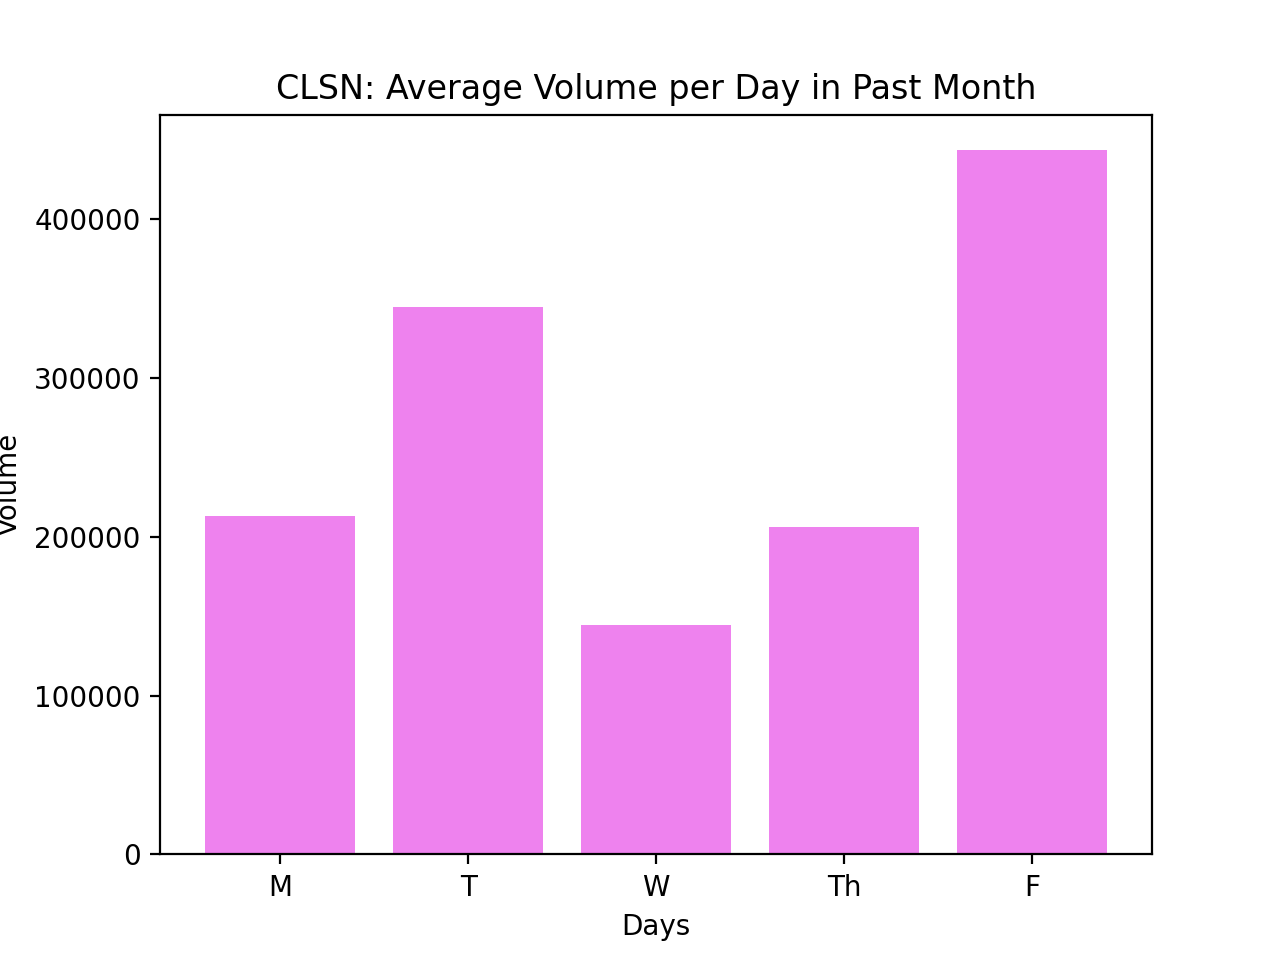 CLSN: Average Volume per Day in Past Month
Volume
400000
300000
200000
100000
0
M T W Th F
Days